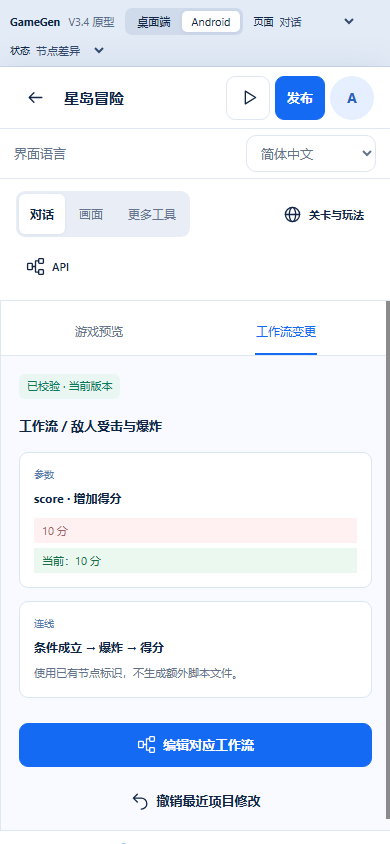 GameGen V3.4 原型 桌面端 Android 页面 对话
状态 节点差异
星岛冒险 发布 A
界面语言 简体中文
对话 画面 更多工具 关卡与玩法
API
游戏预览 工作流变更
已校验 · 当前版本
工作流 / 敌人受击与爆炸
参数
score · 增加得分
10 分
当前：10 分
连线
条件成立 → 爆炸 → 得分
使用已有节点标识，不生成额外脚本文件。
编辑对应工作流
撤销最近项目修改